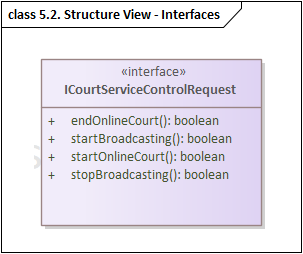 class 5.2. Structure View - Interfaces
«interface»
ICourtServiceControlRequest
+ endOnlineCourt(): boolean
+ startBroadcasting(): boolean
+ startOnlineCourt(): boolean
+ stopBroadcasting(): boolean